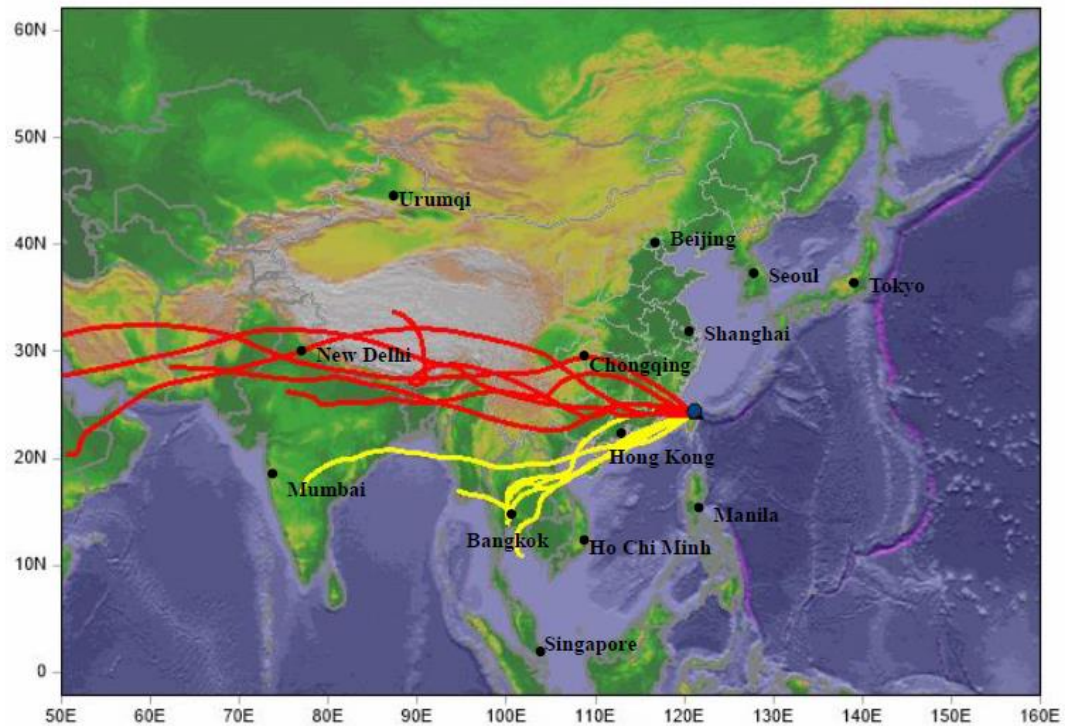 60N
50N
Urumqi
40N
Beijing
Seoul
Tokyo
Shanghai
30N
New Delhi
Chongqing
20N
Hong Kong
Mumbai
Manila
Bangkok
Ho Chi Minh
10N
Singapore
0
50E 60E 70E 80E 90E 100E 110E 120E 130E 140E 150E 160E